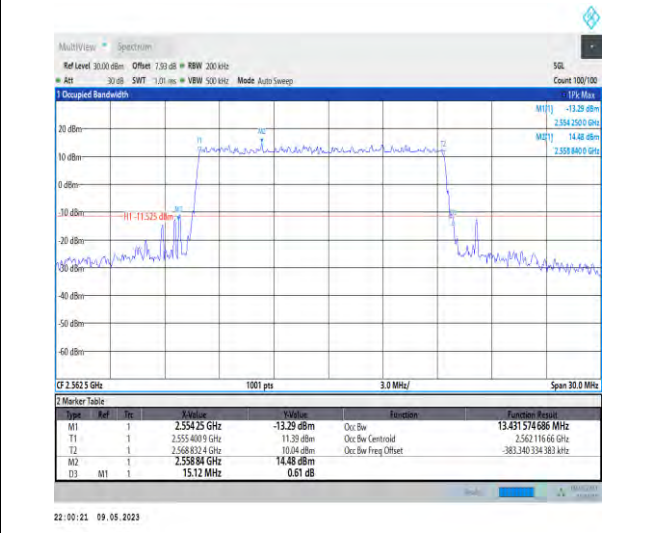 MultiView Spectrum
Ref Level 30.00 dBm Offset 7.93 dB RBW 200 kHz SGL
Att 30 dB SWT 1.01 ms VBW 500 kHz Mode Auto Sweep Count 100/100
1 Occupied Bandwidth 1Pk Max
M1[1] -13.29 dBm
2.554 2500 GHz
M2[1] 14.48 dBm
2.558 840 0 GHz
20 dBm
T1 M2 T2
10 dBm
0 dBm
-10 dBm
H1 -11.525 dBm M1
-20 dBm
-30 dBm
-40 dBm
-50 dBm
-60 dBm
CF 2.562 5 GHz 1001 pts 3.0 MHz/ Span 30.0 MHz
2 Marker Table
Type Ref Trc X-Value Y-Value Function Function Result
M1 1 2.554 25 GHz -13.29 dBm Occ Bw 13.431 574 686 MHz
T1 1 2.555 400 9 GHz 11.39 dBm Occ Bw Centroid 2.562 116 66 GHz
T2 1 2.568 832 4 GHz 10.04 dBm Occ Bw Freq Offset -383.340 334 383 kHz
M2 1 2.558 84 GHz 14.48 dBm
D3 M1 1 15.12 MHz 0.61 dB
22:00:21 09.05.2023